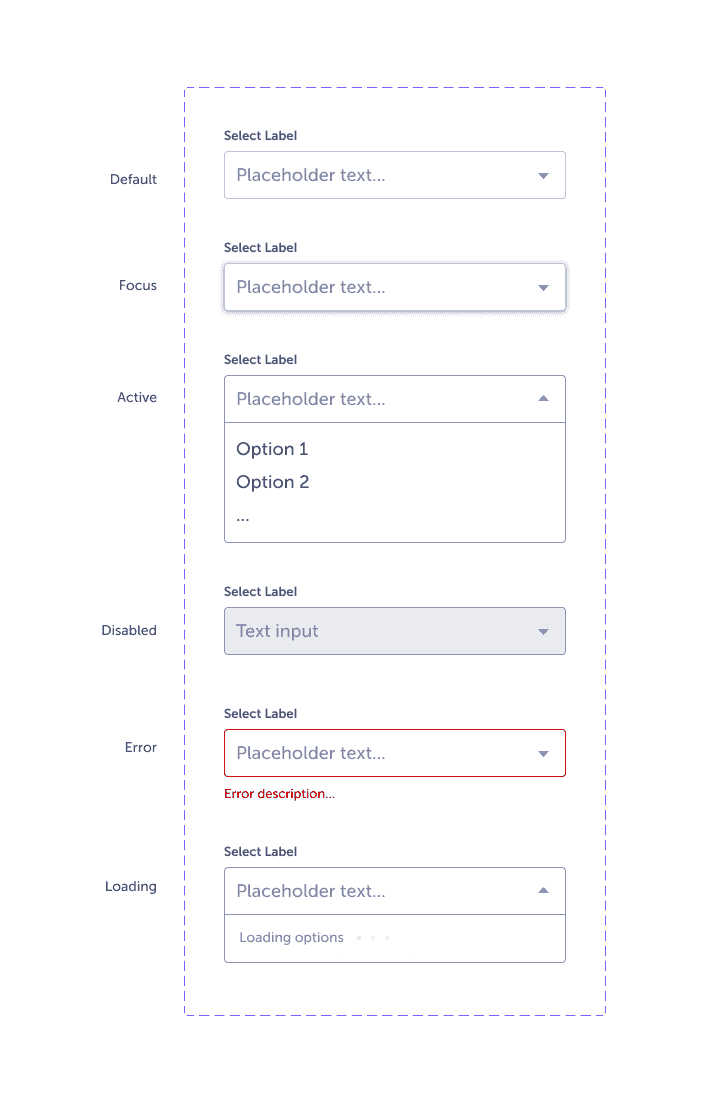 Select Label
Default
Placeholder text...
Select Label
Focus
Placeholder text...
Select Label
Active
Placeholder text...
Option 1
Option 2
...
Select Label
Disabled
Text input
Select Label
Error
Placeholder text...
Error description...
Select Label
Loading
Placeholder text...
Loading options